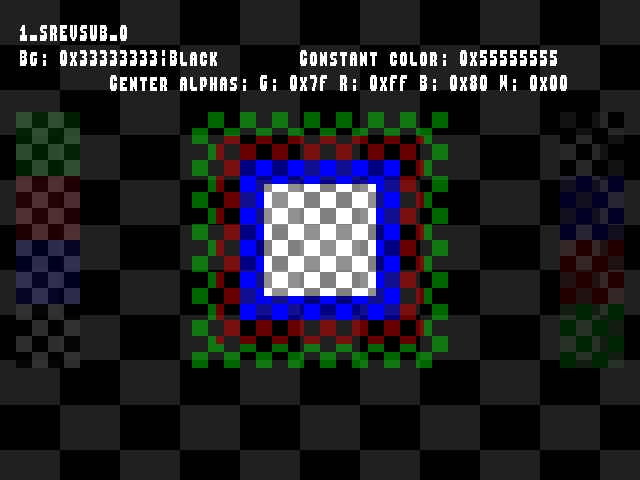 1_SREVSUB_0
BG: 0x33333333¦BLACK CONSTANT COLOR: 0x55555555
CENTER ALPHAS: G: 0x7F R: 0xFF B: 0x80 W: 0x00